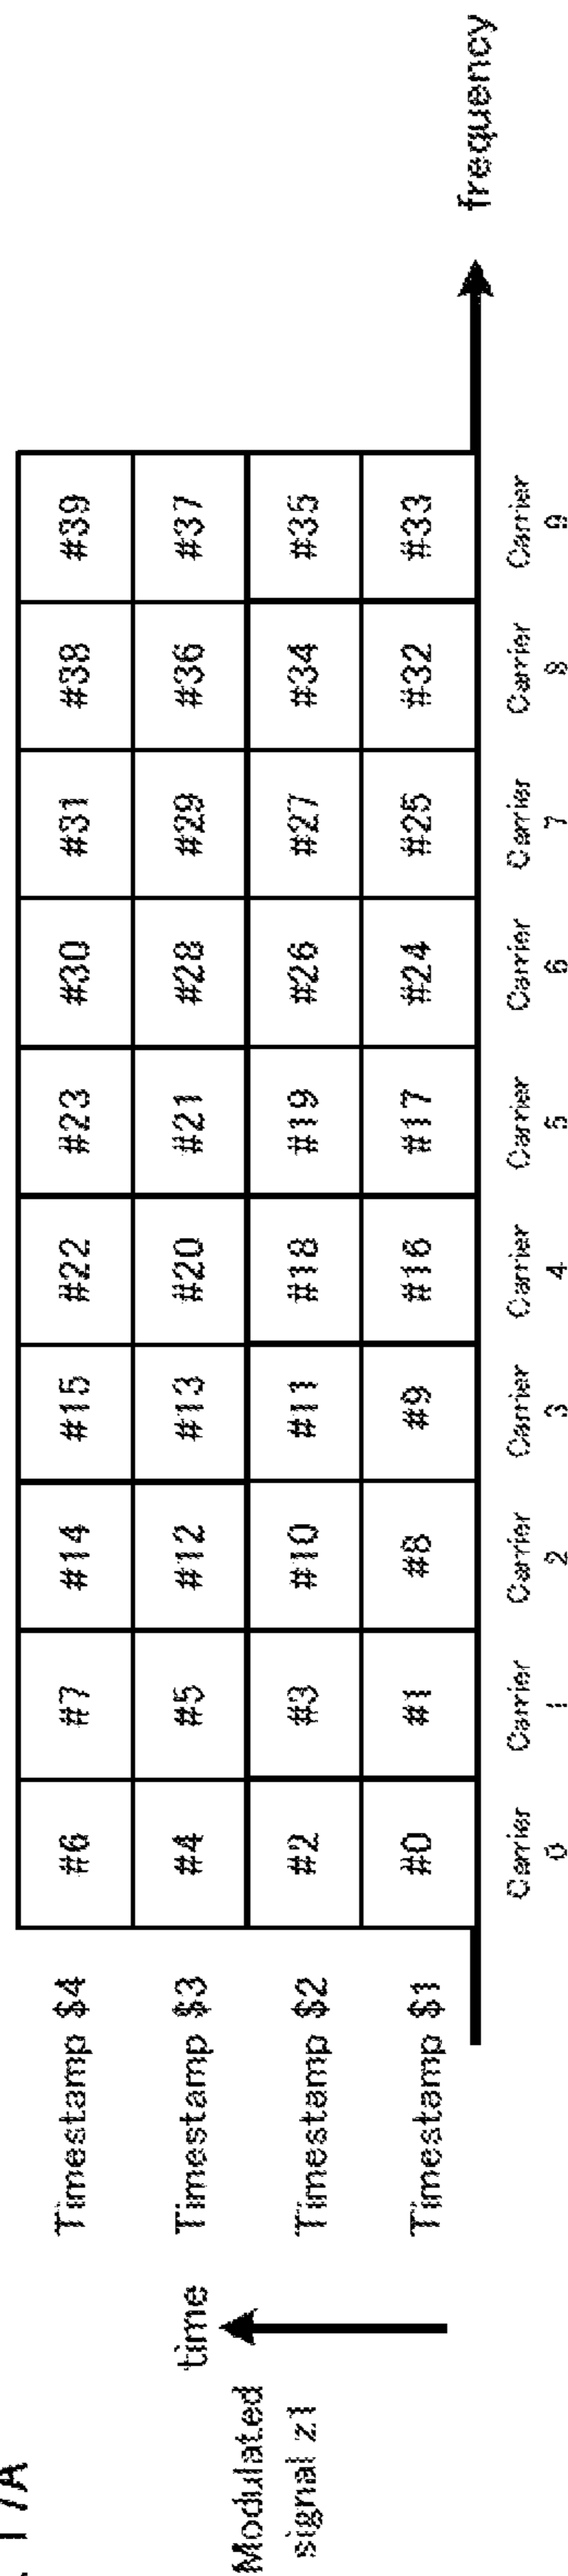 17A
Modulated
signal z1
time
Timestamp $4 #6 #7 #14 #15 #22 #23 #30 #31 #38 #39
Timestamp $3 #4 #5 #12 #13 #20 #21 #28 #29 #36 #37
Timestamp $2 #2 #3 #10 #11 #18 #19 #26 #27 #34 #35
Timestamp $1 #0 #1 #8 #9 #16 #17 #24 #25 #32 #33
Carrier Carrier Carrier Carrier Carrier Carrier Carrier Carrier Carrier Carrier
0 1 2 3 4 5 6 7 8 9
frequency